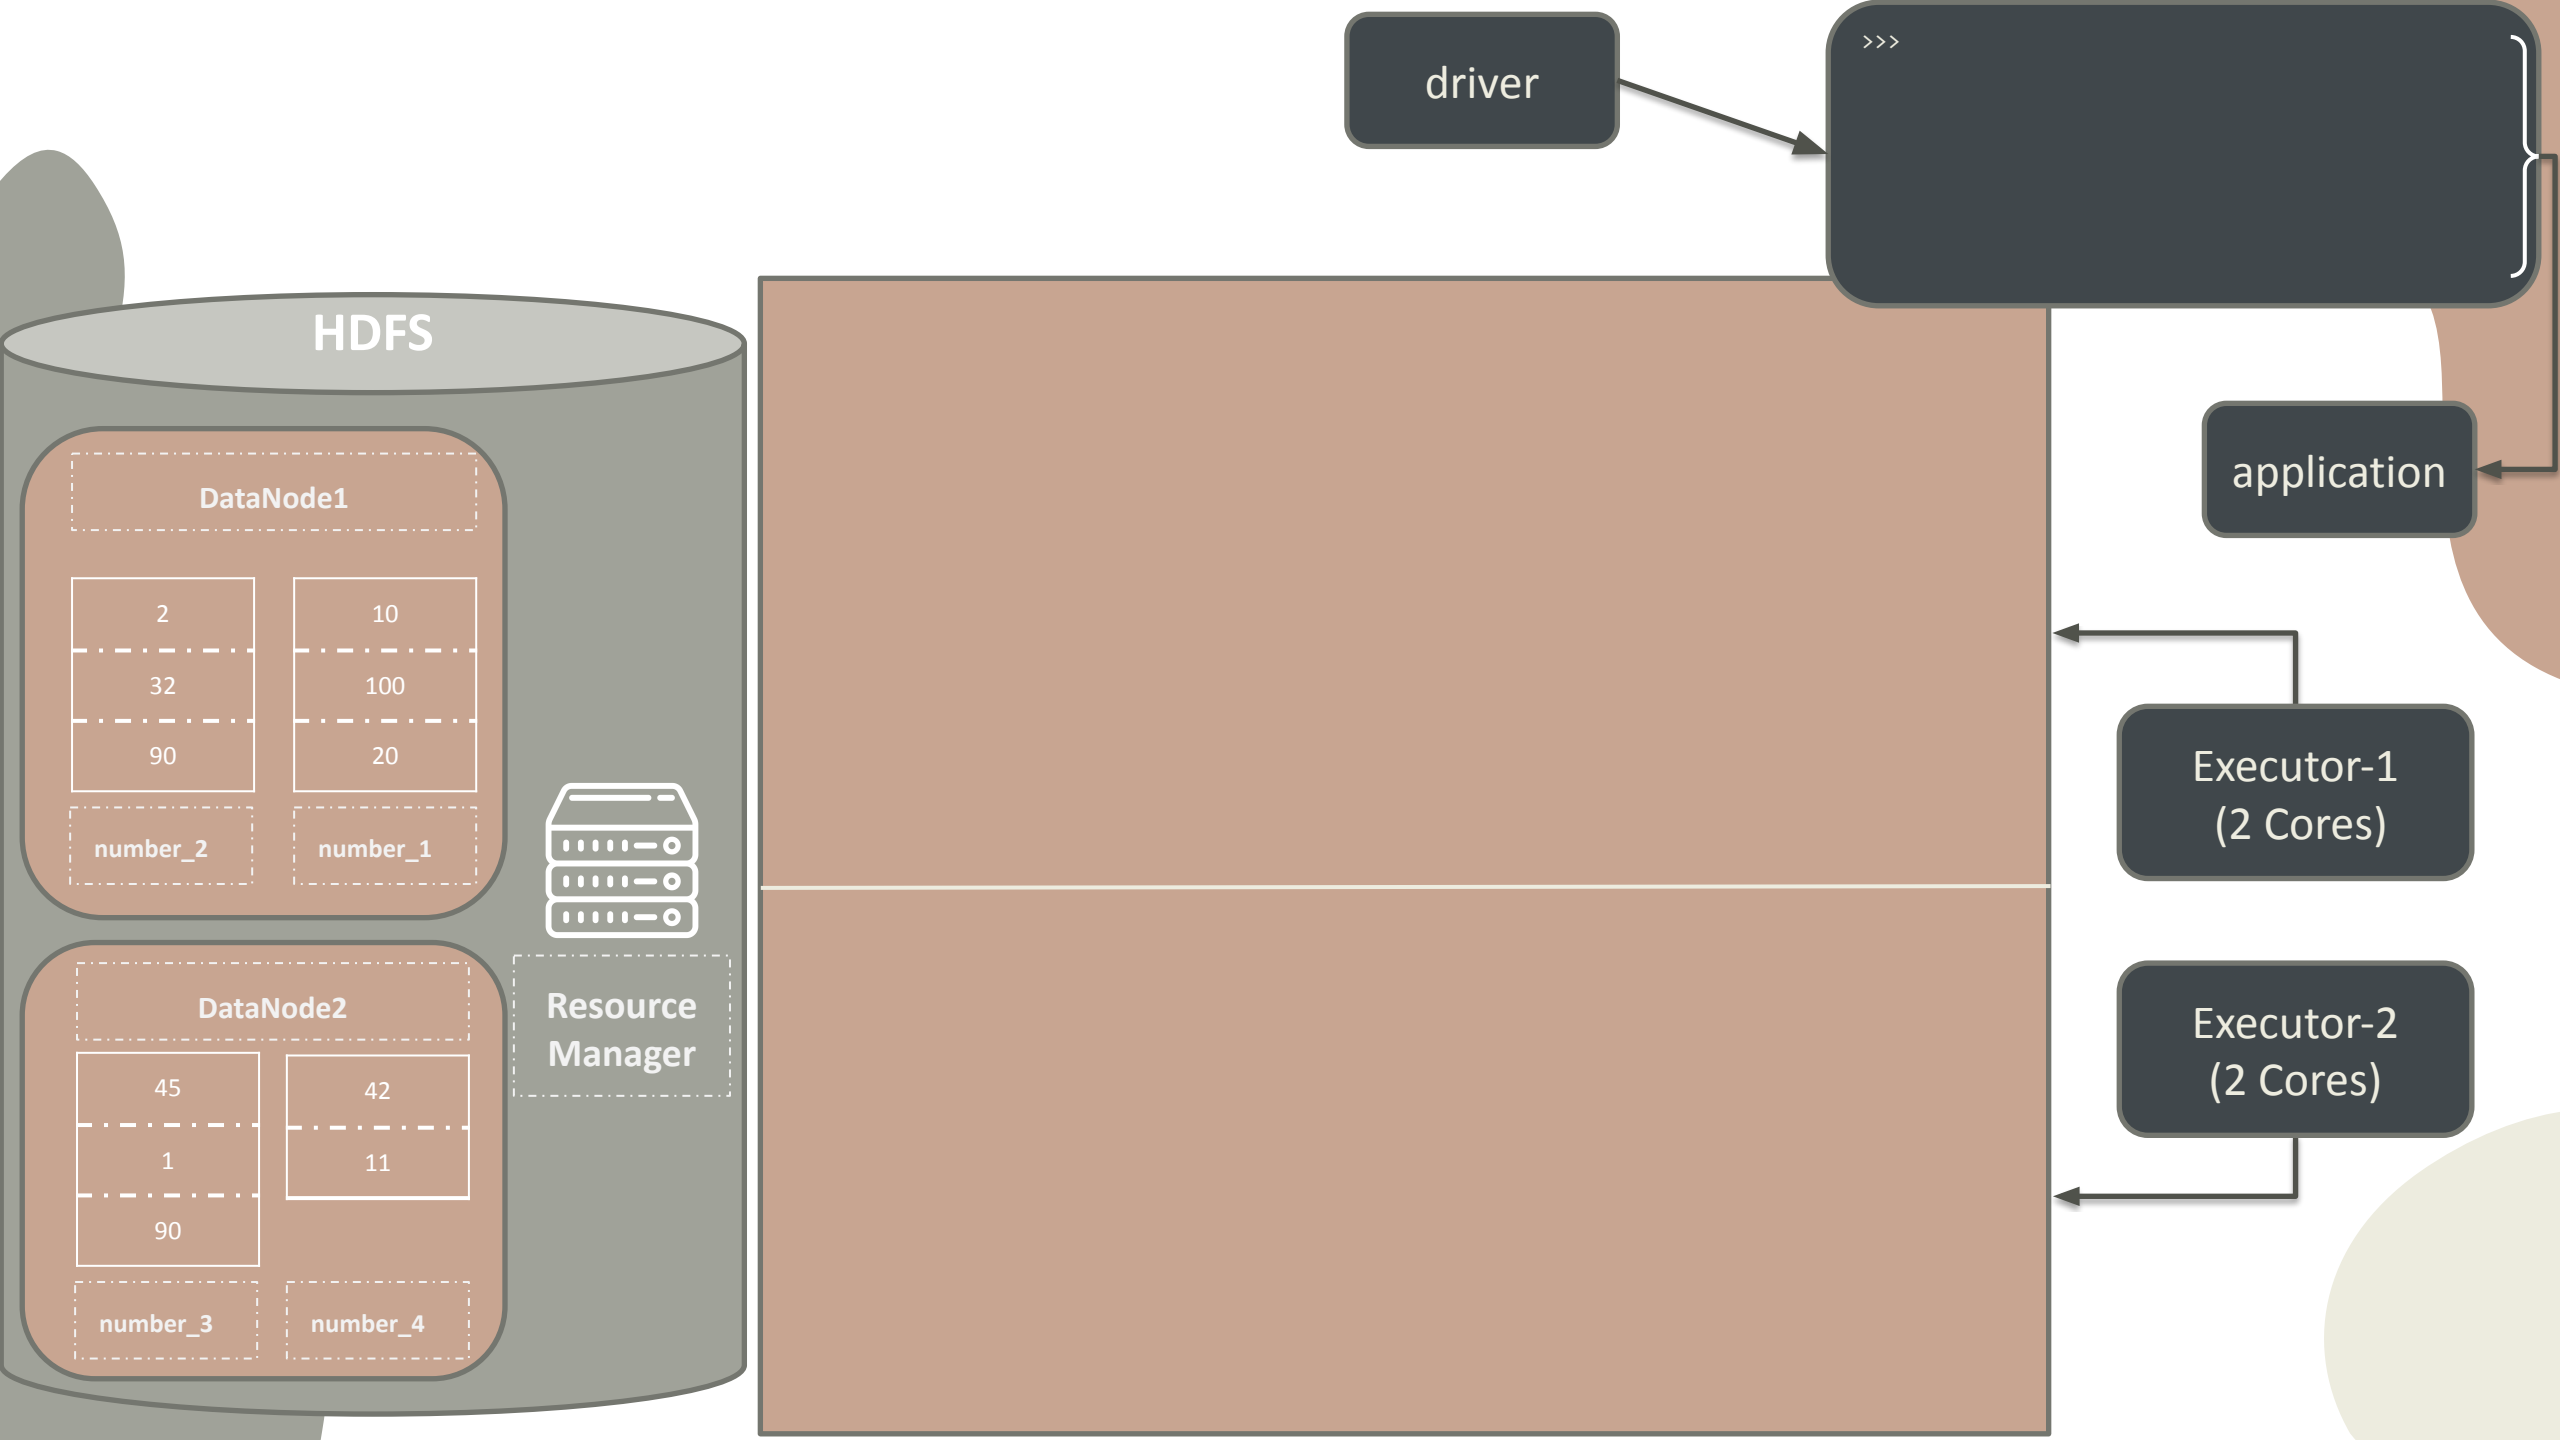 driver
>>>
HDFS
application
DataNode1
2
32
90
10
100
20
number_2
number_1
Executor-1
(2 Cores)
DataNode2
Resource
Manager
45
1
90
42
11
number_3
number_4
Executor-2
(2 Cores)